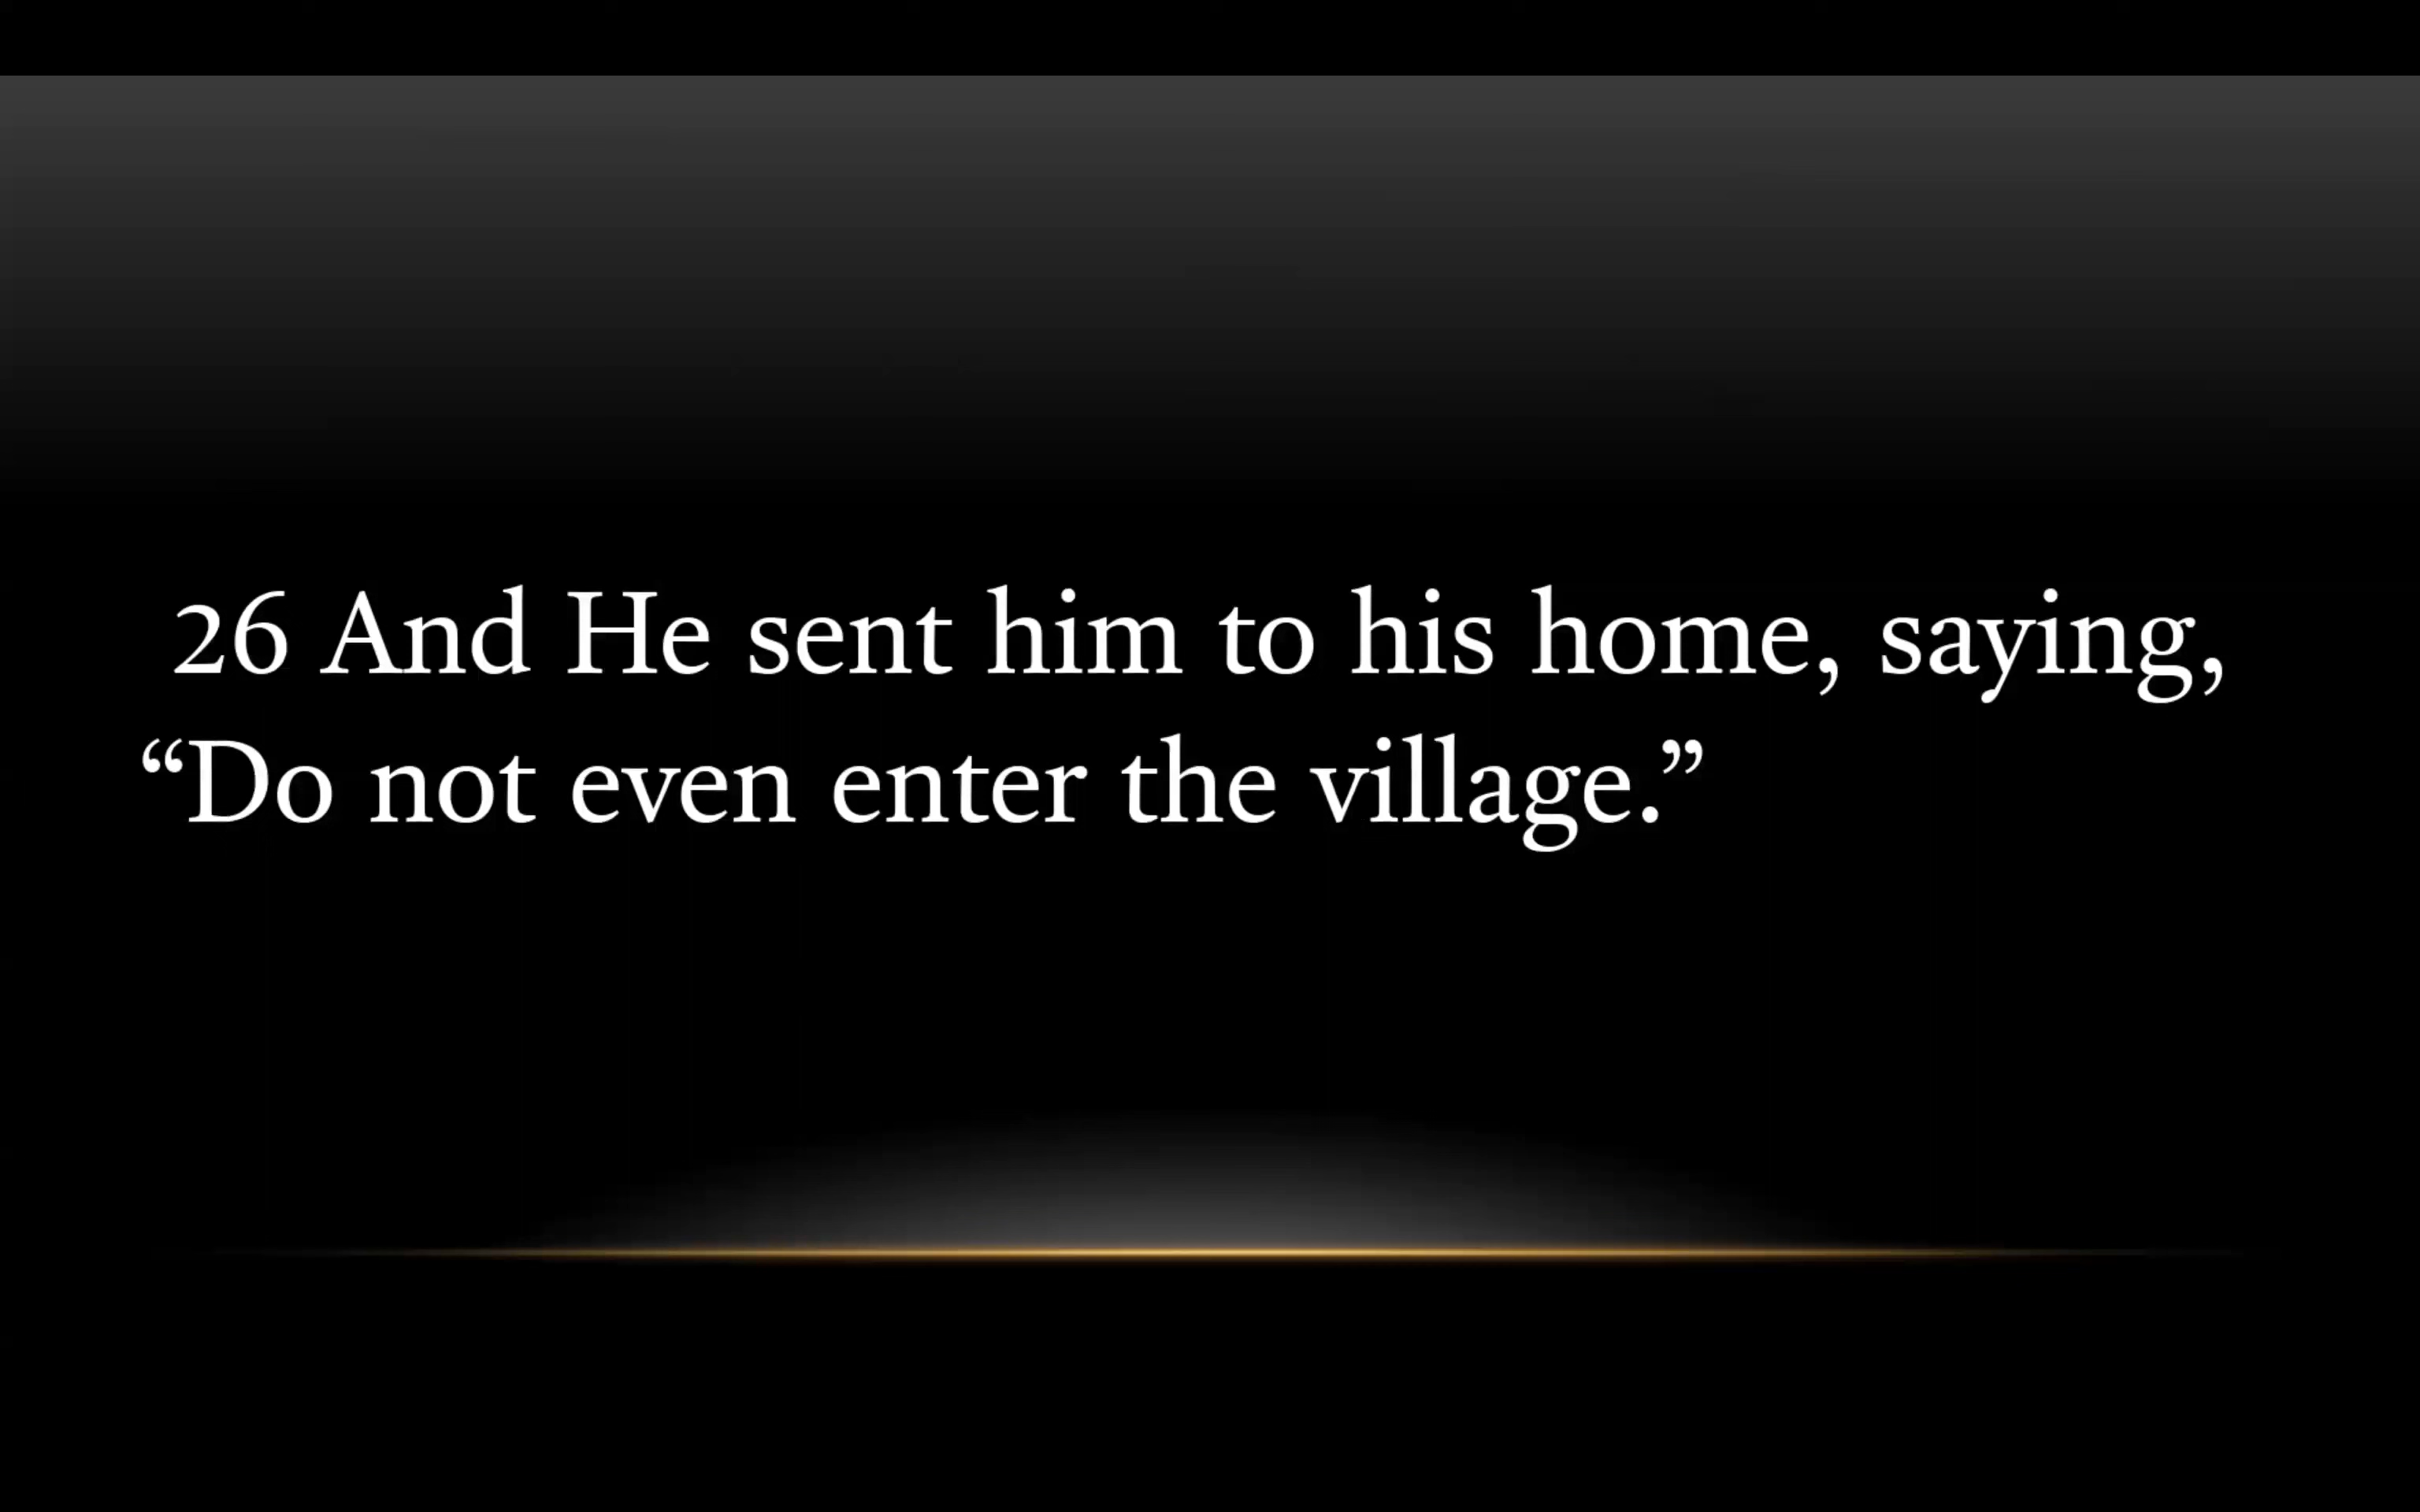 26 And He sent him to his home, saying,
“Do not even enter the village.”